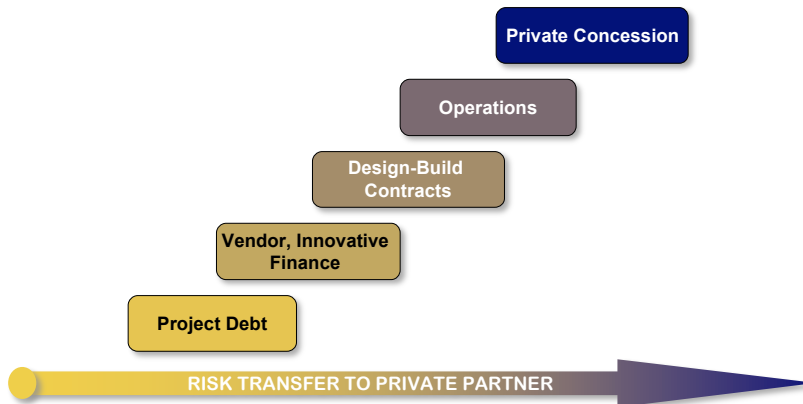 Private Concession
Operations
Design-Build
Contracts
Vendor, Innovative
Finance
Project Debt
RISK TRANSFER TO PRIVATE PARTNER